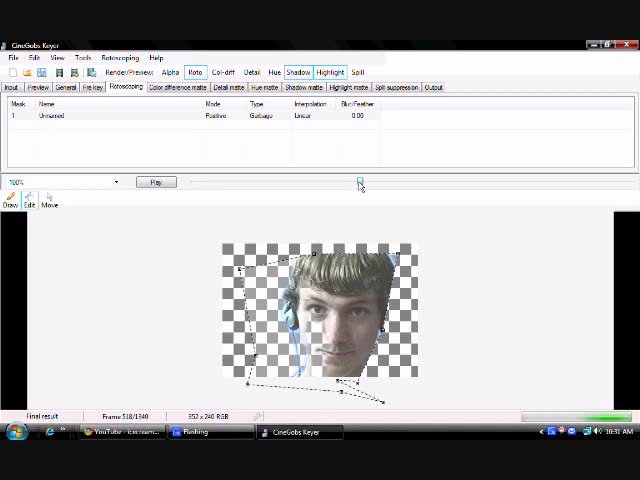 CineGobs Keyer
File Edit View Tools Rotoscoping Help
Render/Preview: Alpha Roto Col-diff Detail Hue Shadow Highlight Spill
Input Preview General Pre key Rotoscoping Color difference matte Detail matte Hue matte Shadow matte Highlight matte Spill suppression Output
Mask Name Mode Type Interpolation Blur/Feather
1 Unnamed Positive Garbage Linear 0.00
100% Play
Draw Edit Move
Final result Frame 518/1349 352 x 240 RGB
YouTube - icecream... Flashing CineGobs Keyer 10:31 AM